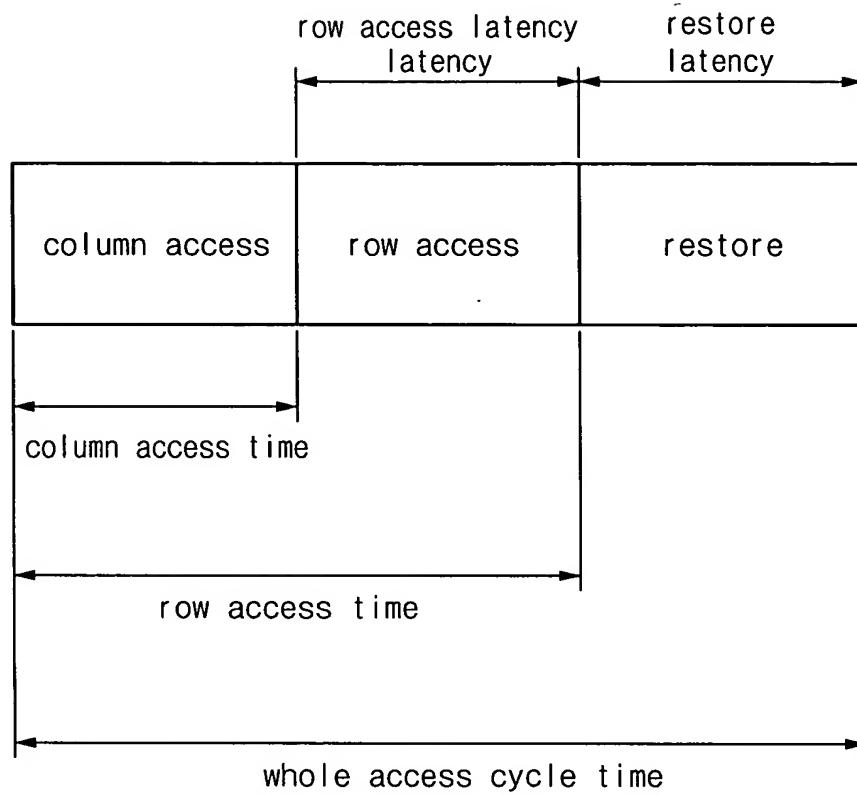 row access latency
latency
restore
latency
column access
row access
restore
column access time
row access time
whole access cycle time